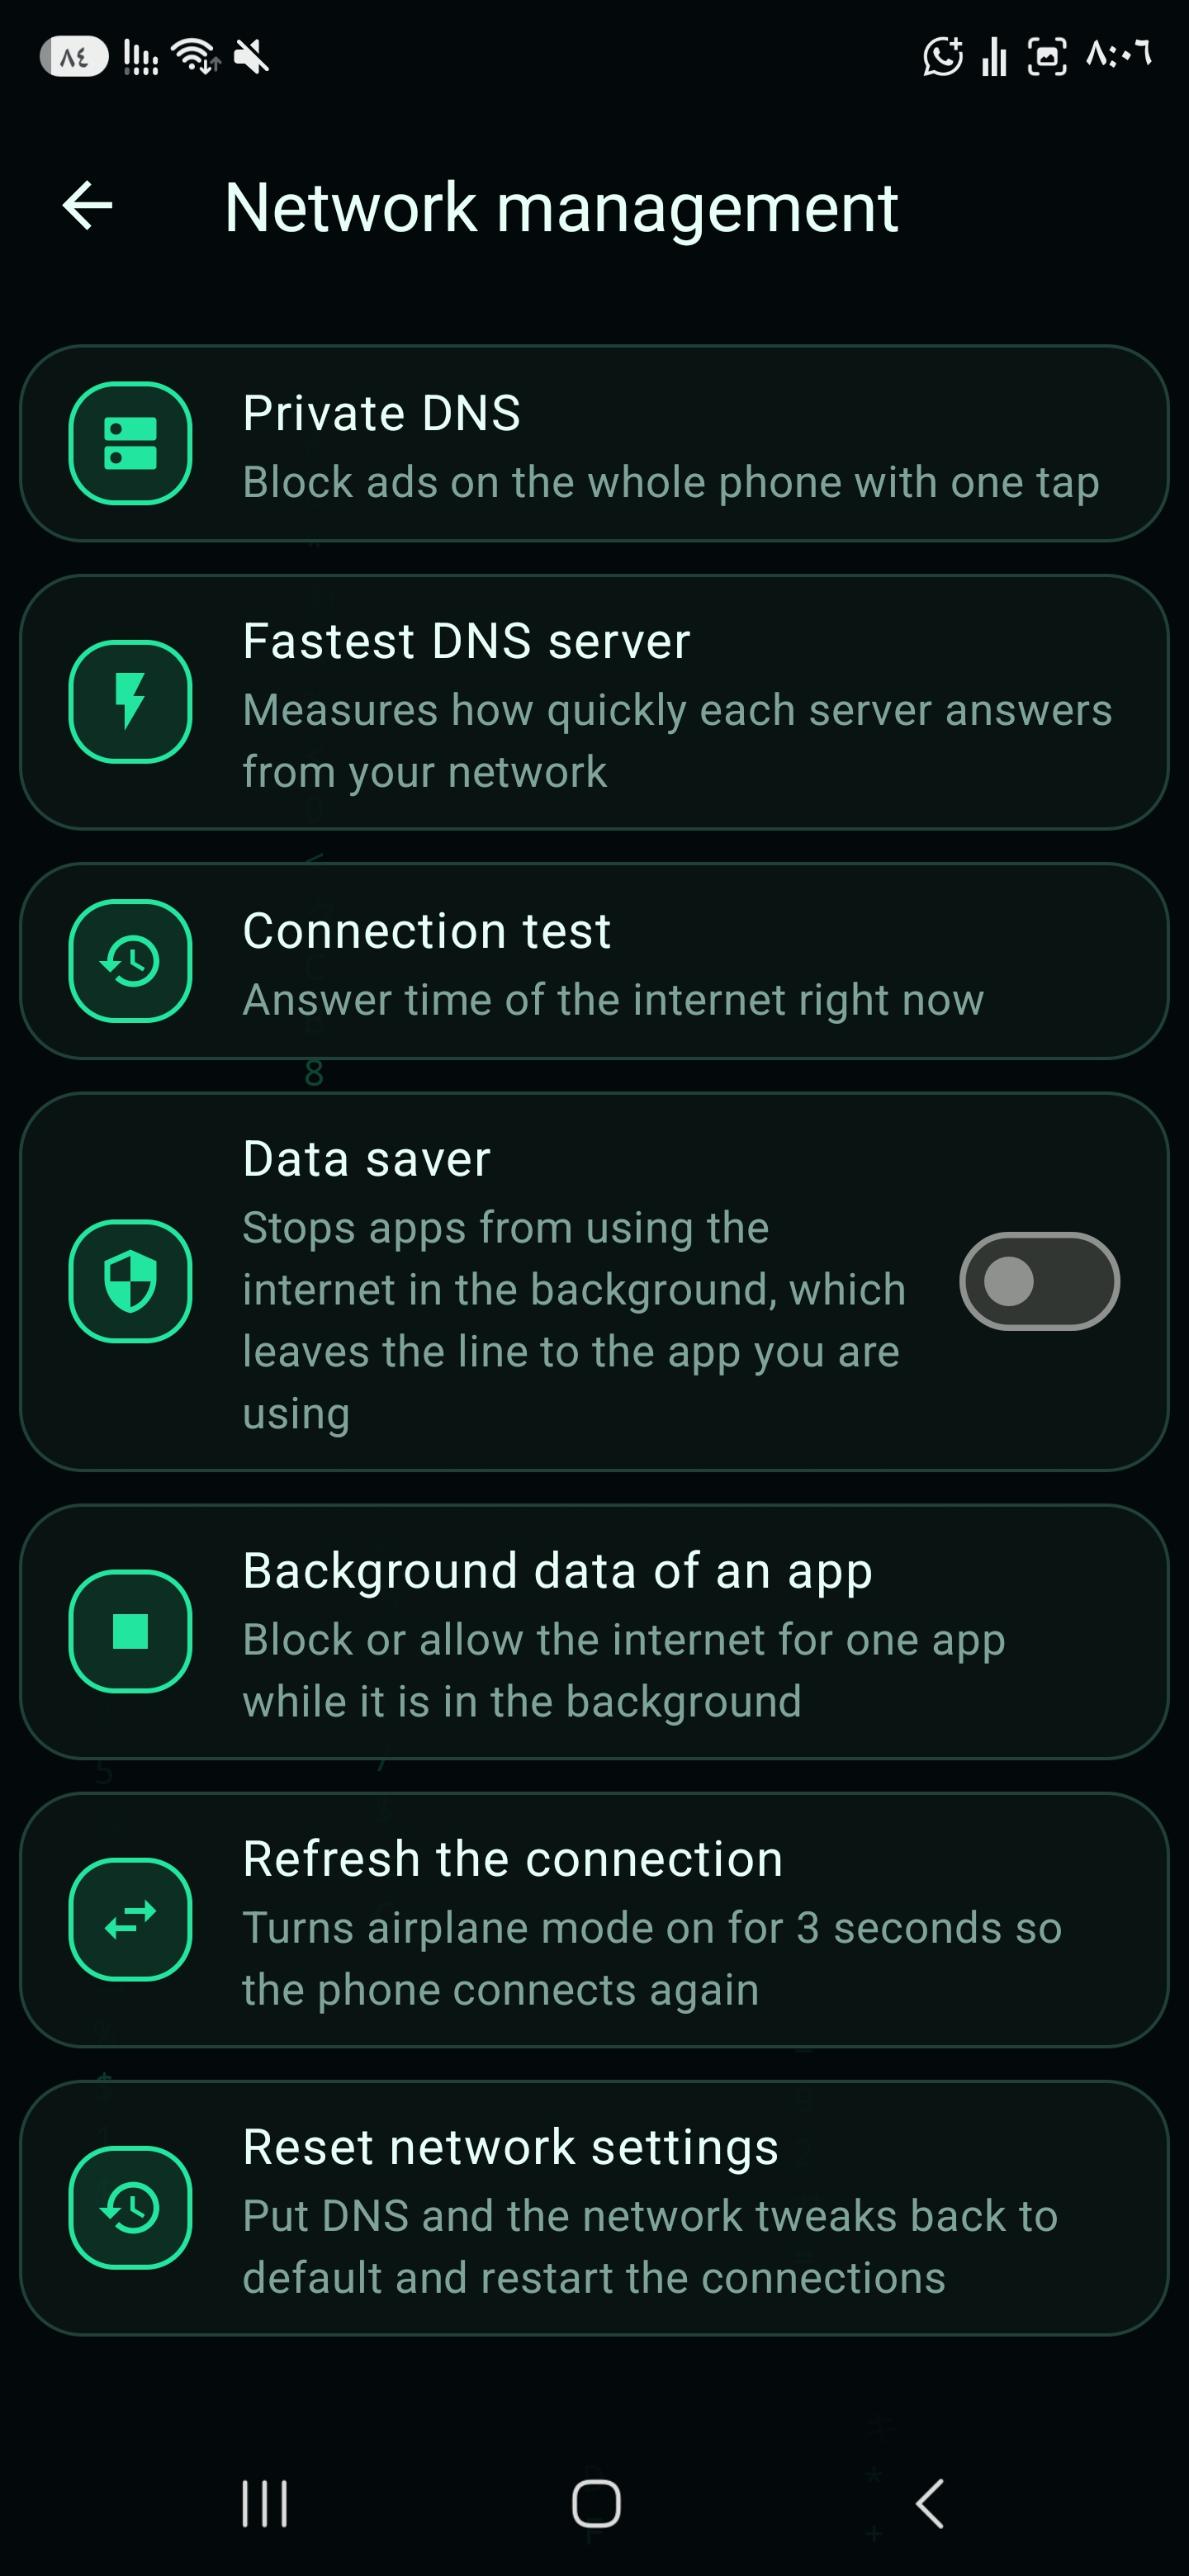 ٨٤
٨:٠٦
Network management
Private DNS
Block ads on the whole phone with one tap
Fastest DNS server
Measures how quickly each server answers
from your network
Connection test
Answer time of the internet right now
8
Data saver
Stops apps from using the
internet in the background, which
leaves the line to the app you are
using
Background data of an app
Block or allow the internet for one app
while it is in the background
5
Refresh the connection
Turns airplane mode on for 3 seconds so
the phone connects again
$
Reset network settings
Put DNS and the network tweaks back to
default and restart the connections
*
+